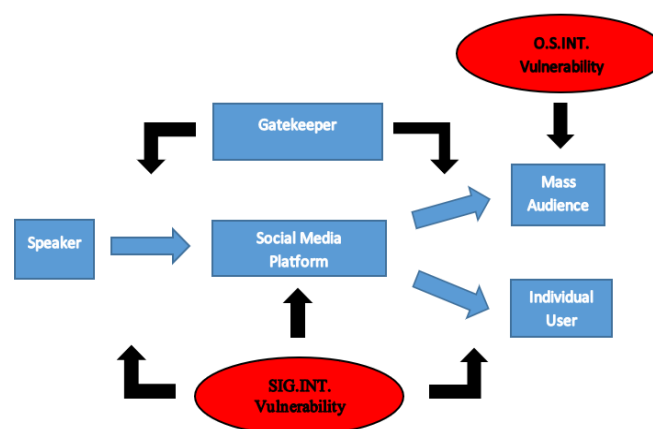 O.S.INT.
Vulnerability
Gatekeeper
Mass
Audience
Speaker
Social Media
Platform
Individual
User
SIG.INT.
Vulnerability